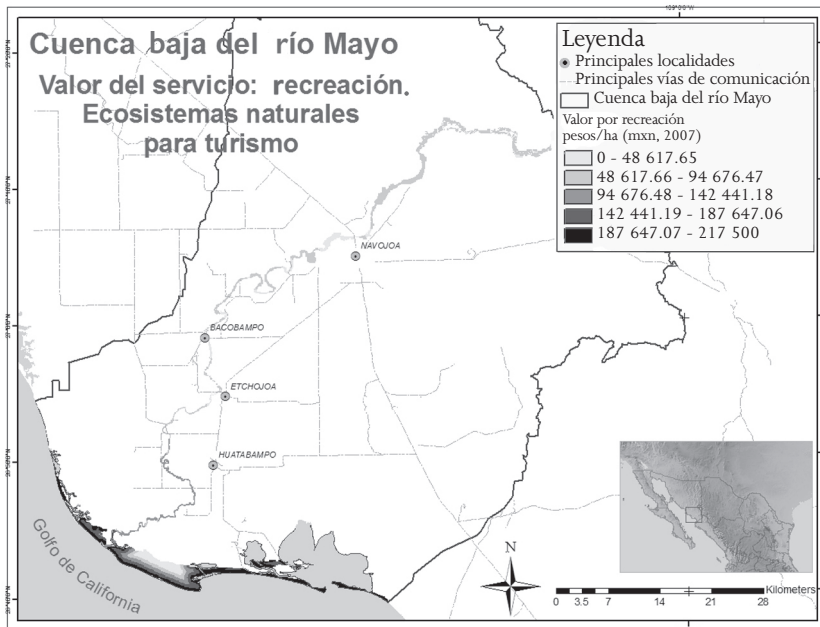 Cuenca baja del río Mayo
Valor del servicio: recreación.
Ecosistemas naturales
para turismo
Leyenda
Principales localidades
Principales vías de comunicación
Cuenca baja del río Mayo
Valor por recreación
pesos/ha (mxn, 2007)
0 - 48 617.65
48 617.66 - 94 676.47
94 676.48 - 142 441.18
142 441.19 - 187 647.06
187 647.07 - 217 500
NAVOJOA
BACOBAMPO
ETCHOJOA
HUATABAMPO
Golfo de California
N
Kilometers
0 3.5 7 14 21 28